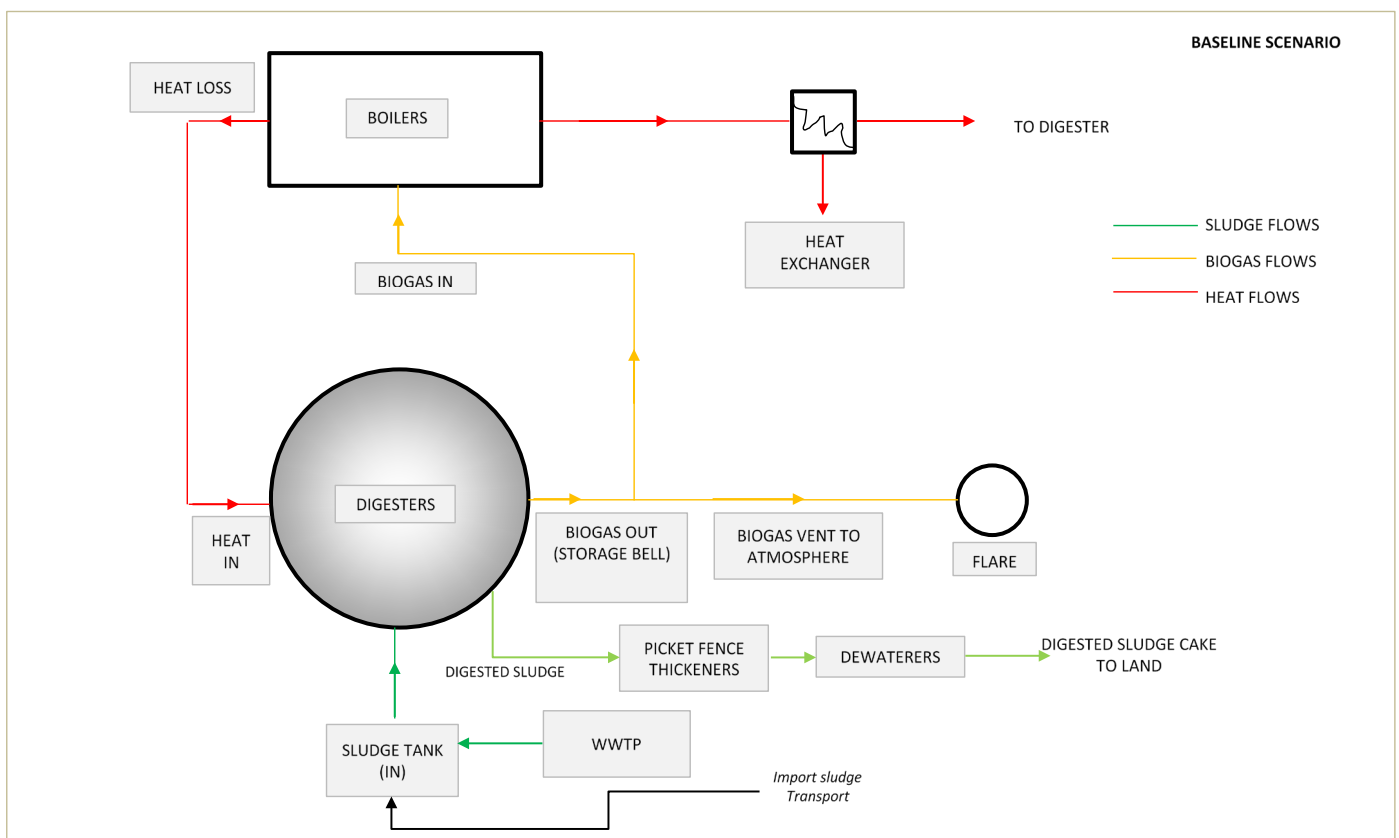 BASELINE SCENARIO
HEAT LOSS
BOILERS
TO DIGESTER
HEAT
EXCHANGER
BIOGAS IN
SLUDGE FLOWS
BIOGAS FLOWS
HEAT FLOWS
DIGESTERS
HEAT
IN
BIOGAS OUT
(STORAGE BELL)
BIOGAS VENT TO
ATMOSPHERE
FLARE
DIGESTED SLUDGE
PICKET FENCE
THICKENERS
DEWATERERS
DIGESTED SLUDGE CAKE
TO LAND
SLUDGE TANK
(IN)
WWTP
Import sludge
Transport